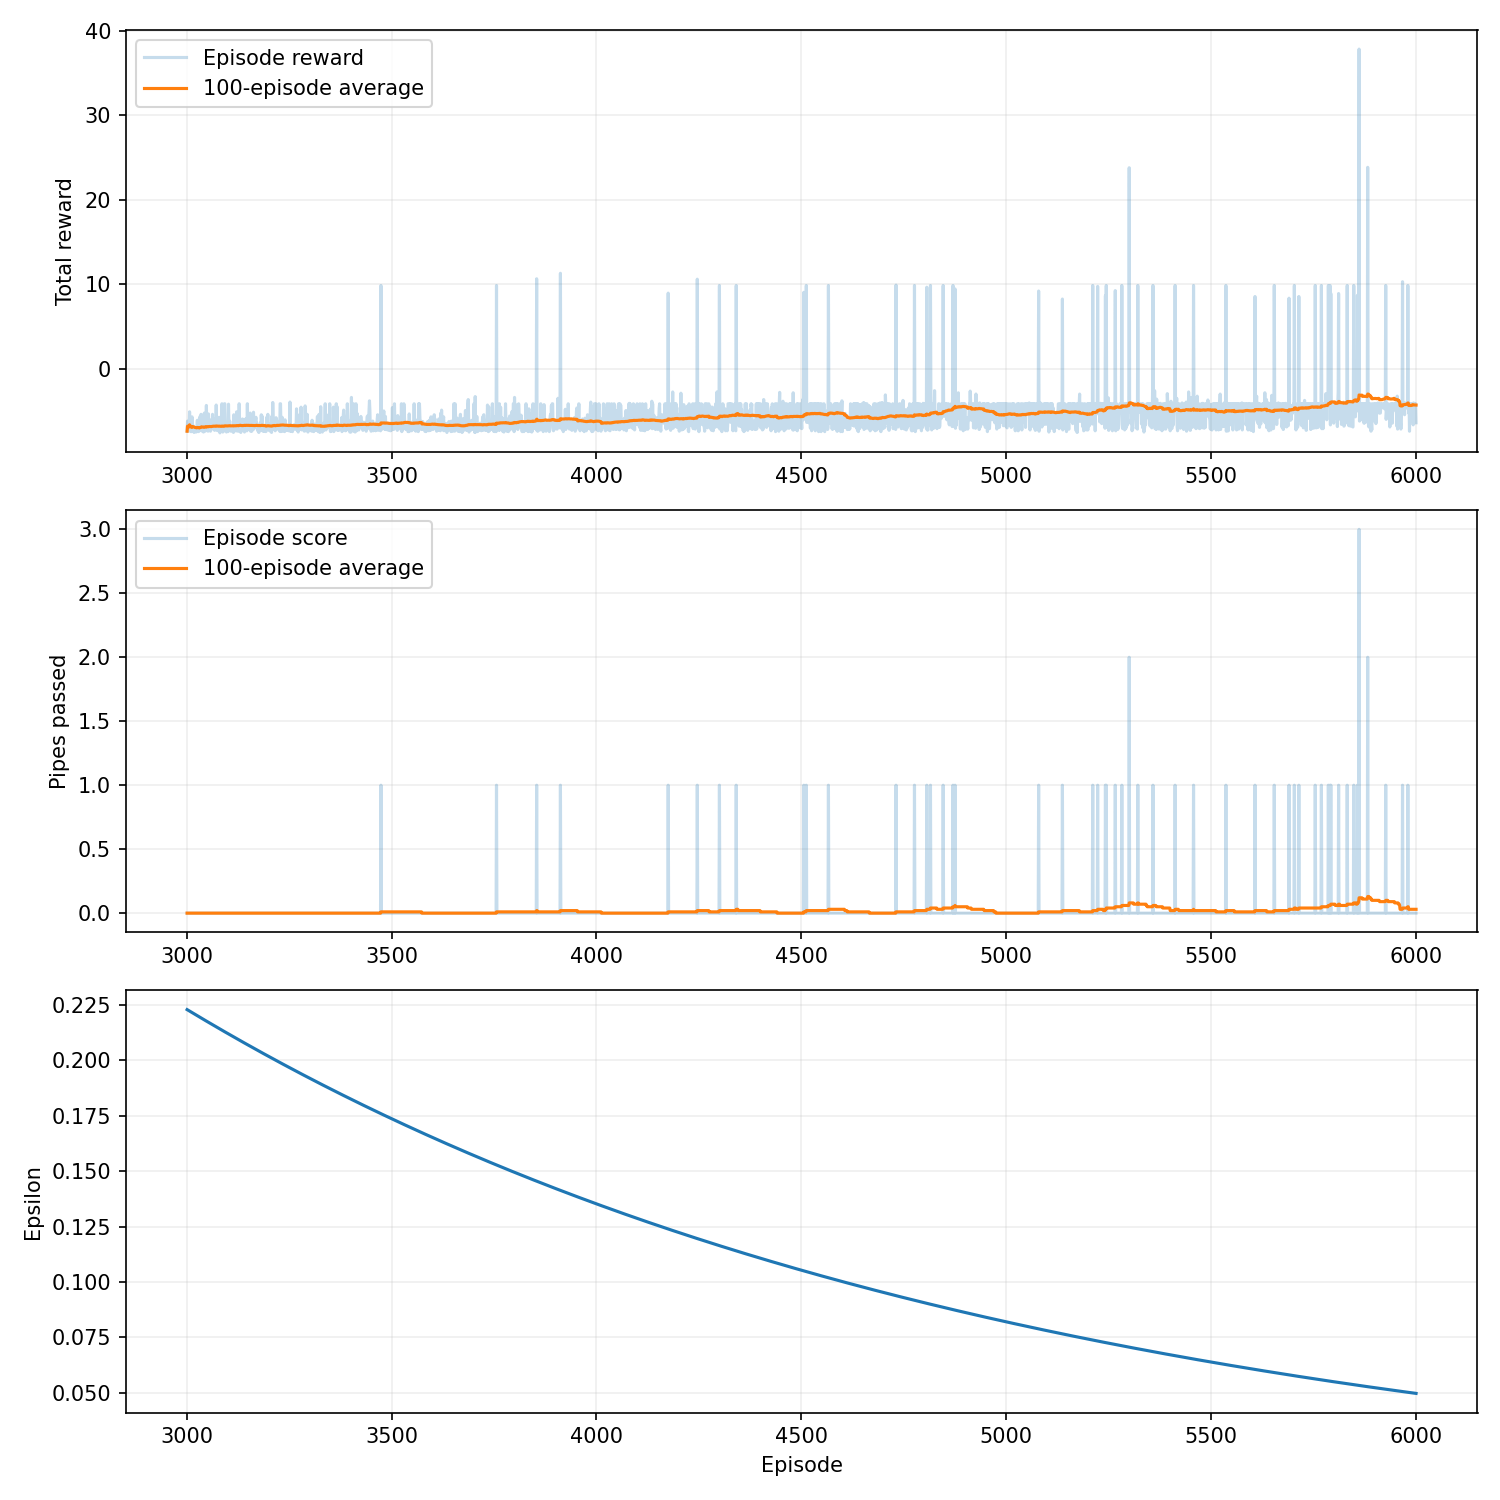 40
30
20
10
0
Total reward
Episode reward
100-episode average
3000 3500 4000 4500 5000 5500 6000
3.0
2.5
2.0
1.5
1.0
0.5
0.0
Pipes passed
Episode score
100-episode average
3000 3500 4000 4500 5000 5500 6000
0.225
0.200
0.175
0.150
0.125
0.100
0.075
0.050
Epsilon
3000 3500 4000 4500 5000 5500 6000
Episode